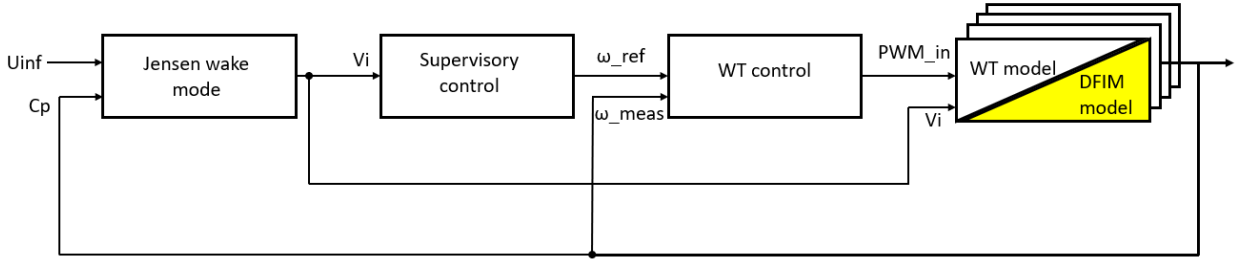 Uinf
Cp
Jensen wake
mode
Vi
Supervisory
control
ω_ref
ω_meas
WT control
PWM_in
Vi
WT model
DFIM
model